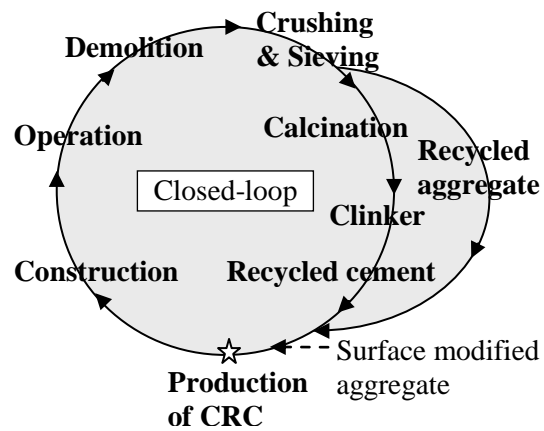 Crushing
& Sieving
Demolition
Calcination
Operation
Recycled
aggregate
Closed-loop
Clinker
Construction
Recycled cement
Surface modified
aggregate
Production
of CRC